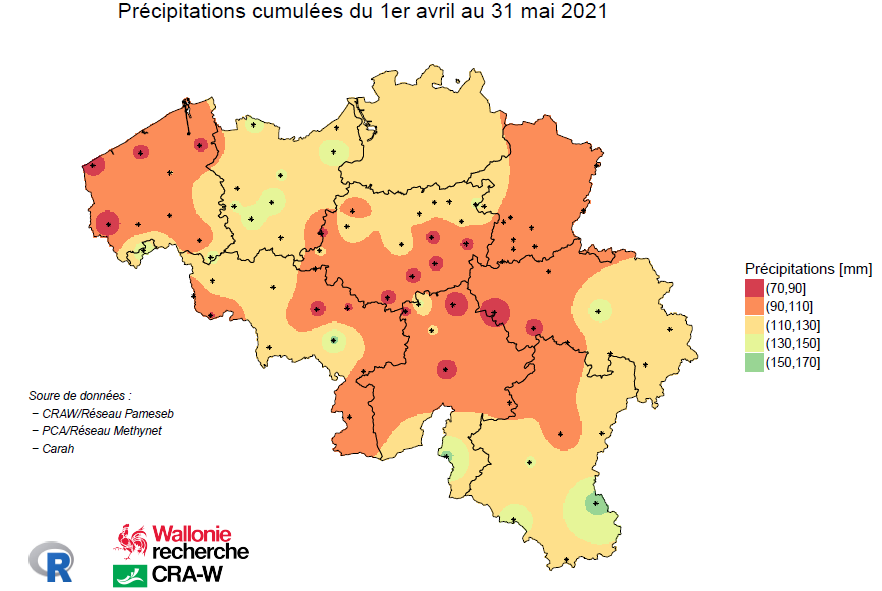 Précipitations cumulées du 1er avril au 31 mai 2021
Précipitations [mm]
(70,90]
(90,110]
(110,130]
(130,150]
(150,170]
Soure de données :
− CRAW/Réseau Pameseb
− PCA/Réseau Methynet
− Carah
R
Wallonie
recherche
CRA-W